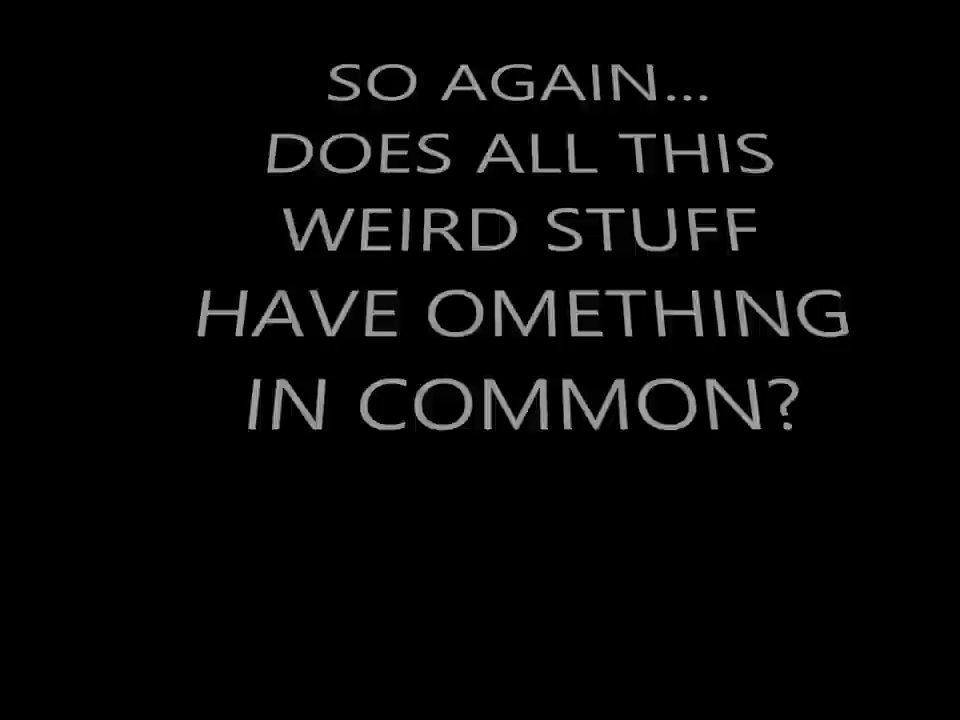 SO AGAIN...
DOES ALL THIS
WEIRD STUFF
HAVE OMETHING
IN COMMON?